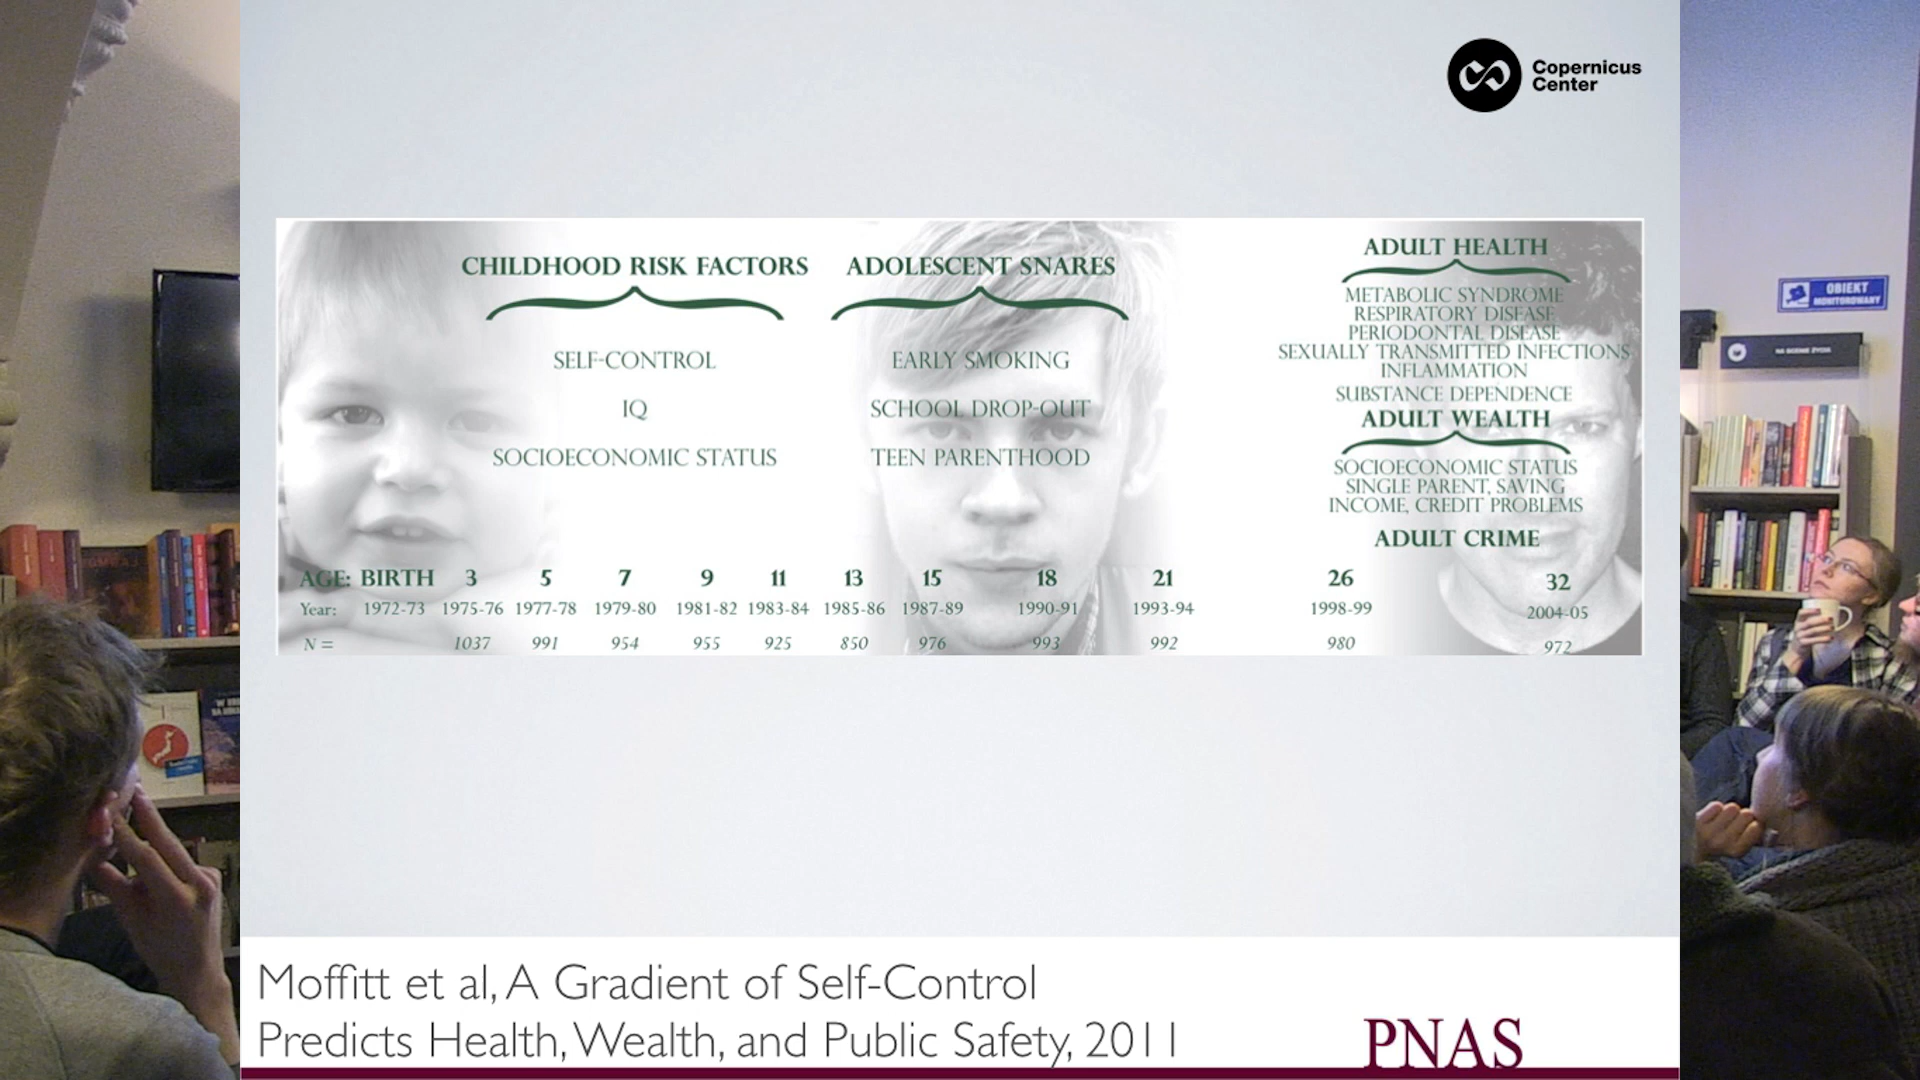 Copernicus
Center
CHILDHOOD RISK FACTORS
SELF-CONTROL
IQ
SOCIOECONOMIC STATUS
ADOLESCENT SNARES
EARLY SMOKING
SCHOOL DROP-OUT
TEEN PARENTHOOD
ADULT HEALTH
METABOLIC SYNDROME
RESPIRATORY DISEASE
PERIODONTAL DISEASE
SEXUALLY TRANSMITTED INFECTIONS
INFLAMMATION
SUBSTANCE DEPENDENCE
ADULT WEALTH
SOCIOECONOMIC STATUS
SINGLE PARENT, SAVING
INCOME, CREDIT PROBLEMS
ADULT CRIME
AGE: BIRTH 3 5 7 9 11 13 15 18 21 26 32
Year: 1972-73 1975-76 1977-78 1979-80 1981-82 1983-84 1985-86 1987-89 1990-91 1993-94 1998-99 2004-05
N = 1037 991 954 955 925 850 976 993 992 980 972
Moffitt et al, A Gradient of Self-Control
Predicts Health, Wealth, and Public Safety, 2011
PNAS
OBIEKT
MONITOROWANY